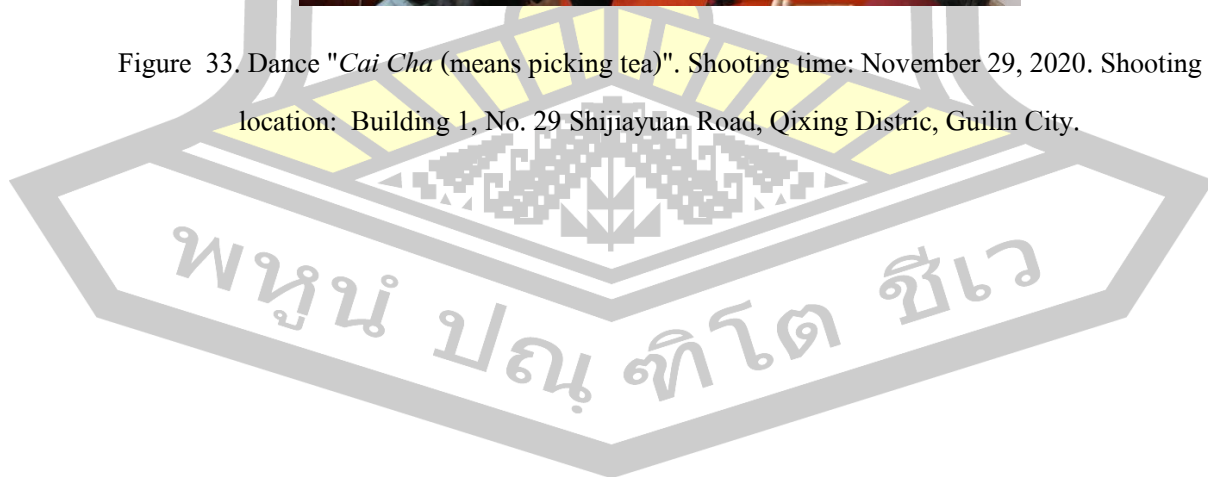 Figure 33. Dance "Cai Cha (means picking tea)". Shooting time: November 29, 2020. Shooting
location: Building 1, No. 29 Shijiayuan Road, Qixing Distric, Guilin City.
พหูนํ ปณฺฑิโต ชีเว